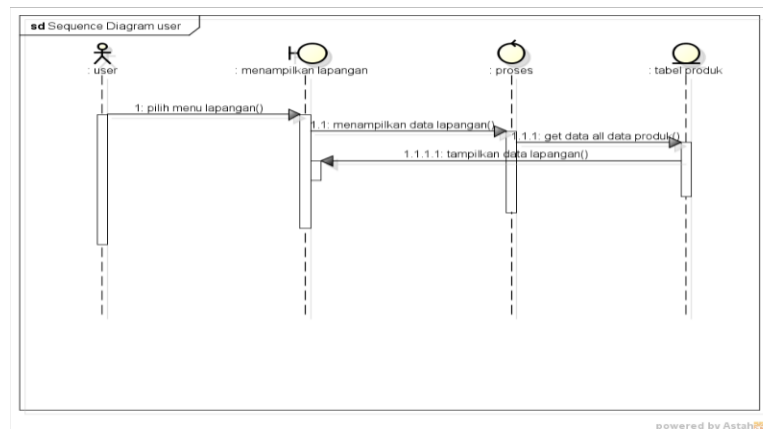 sd Sequence Diagram user
: user
: menampilkan lapangan
: proses
: tabel produk
1: pilih menu lapangan()
1.1: menampilkan data lapangan()
1.1.1: get data all data produk()
1.1.1.1: tampilkan data lapangan()
powered by Astah